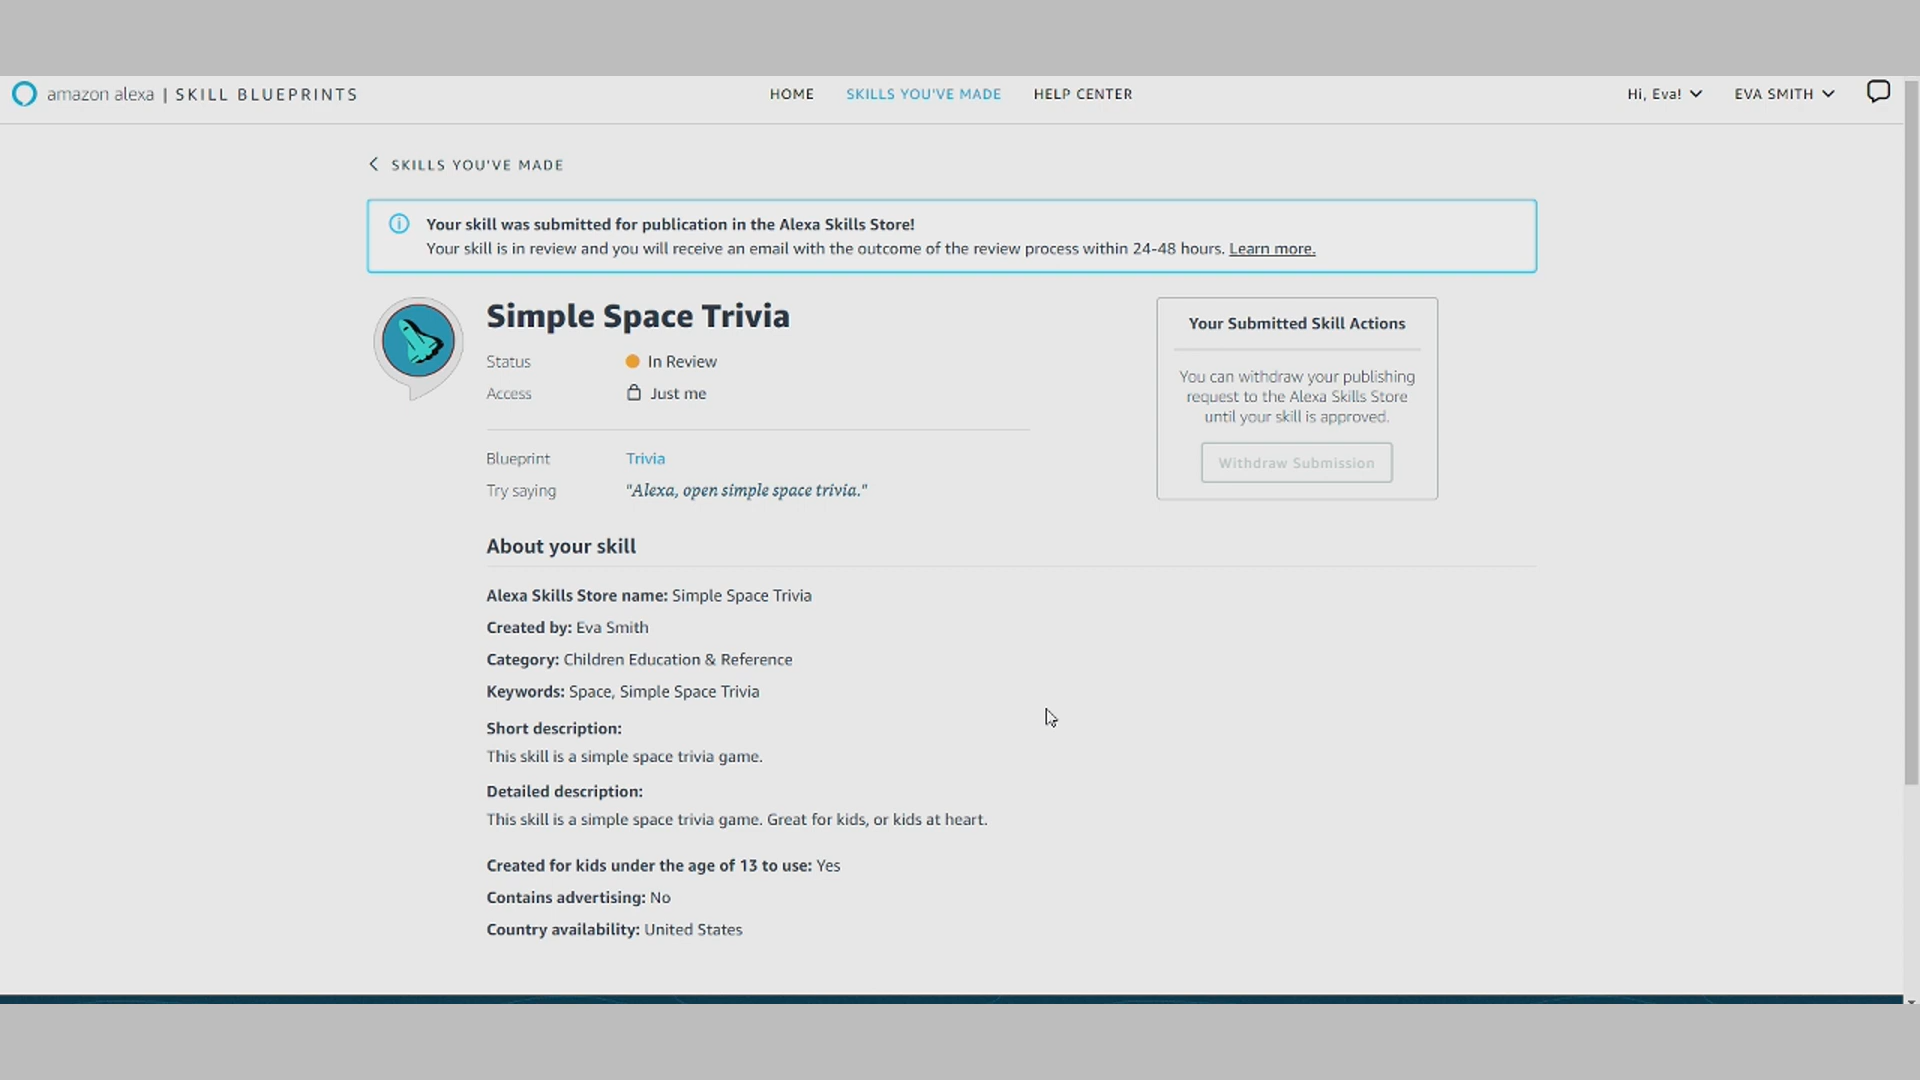 amazon alexa | SKILL BLUEPRINTS
HOME
SKILLS YOU'VE MADE
HELP CENTER
Hi, Eva!
EVA SMITH
SKILLS YOU'VE MADE
Your skill was submitted for publication in the Alexa Skills Store!
Your skill is in review and you will receive an email with the outcome of the review process within 24-48 hours. Learn more.
Simple Space Trivia
Status In Review
Access Just me
Blueprint Trivia
Try saying "Alexa, open simple space trivia."
Your Submitted Skill Actions
You can withdraw your publishing
request to the Alexa Skills Store
until your skill is approved.
Withdraw Submission
About your skill
Alexa Skills Store name: Simple Space Trivia
Created by: Eva Smith
Category: Children Education & Reference
Keywords: Space, Simple Space Trivia
Short description:
This skill is a simple space trivia game.
Detailed description:
This skill is a simple space trivia game. Great for kids, or kids at heart.
Created for kids under the age of 13 to use: Yes
Contains advertising: No
Country availability: United States